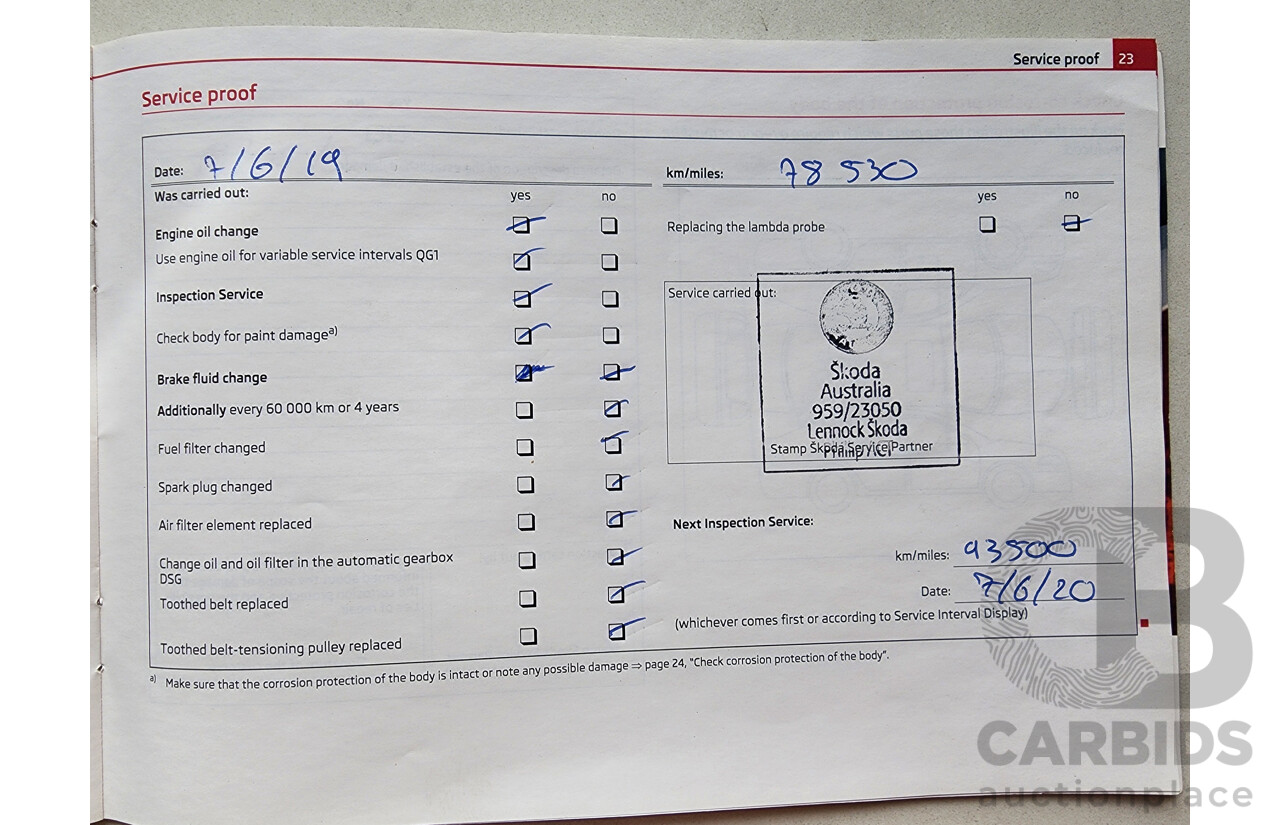 Service proof 23
Service proof
Date: 7/6/19
km/miles: 78 530
Was carried out: yes no
yes no
Engine oil change
Replacing the lambda probe
Use engine oil for variable service intervals QG1
Inspection Service
Service carried out:
Check body for paint damagea)
Brake fluid change
Škoda
Australia
959/23050
Lennock Škoda
Stamp Škoda Service Partner
Additionally every 60 000 km or 4 years
Fuel filter changed
Spark plug changed
Air filter element replaced
Next Inspection Service:
Change oil and oil filter in the automatic gearbox
DSG
km/miles: 93500
Toothed belt replaced
Date: 7/6/20
(whichever comes first or according to Service Interval Display)
Toothed belt-tensioning pulley replaced
a) Make sure that the corrosion protection of the body is intact or note any possible damage ⇒ page 24, "Check corrosion protection of the body".
CARBIDS
auctionplace